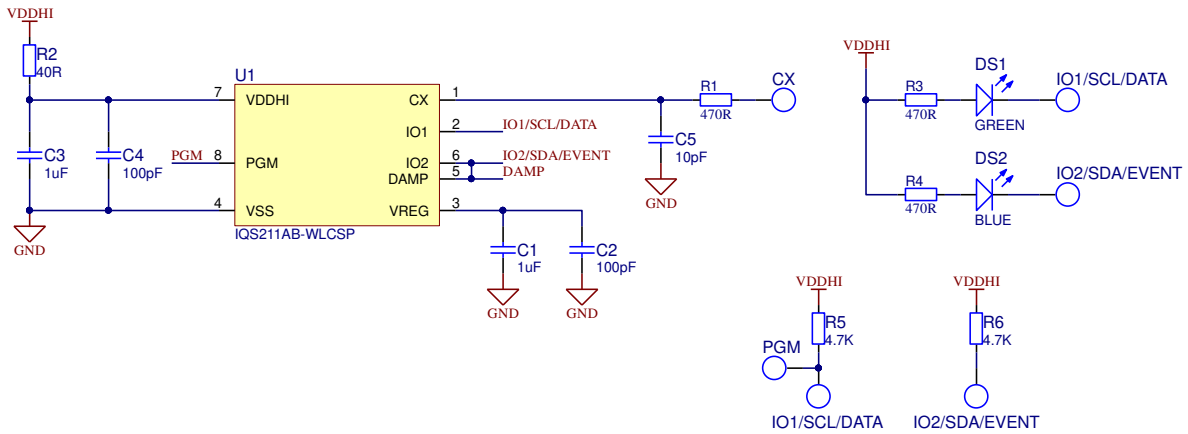 VDDHI
R2
40R
C3
1uF
C4
100pF
GND
U1
7 VDDHI CX 1
IO1 2 IO1/SCL/DATA
PGM 8 PGM IO2 6 IO2/SDA/EVENT
DAMP 5 DAMP
4 VSS VREG 3
IQS211AB-WLCSP
C1
1uF
GND
C2
100pF
GND
R1
470R
CX
C5
10pF
GND
VDDHI
R3
470R
DS1
GREEN
IO1/SCL/DATA
R4
470R
DS2
BLUE
IO2/SDA/EVENT
VDDHI
R5
4.7K
PGM
IO1/SCL/DATA
VDDHI
R6
4.7K
IO2/SDA/EVENT